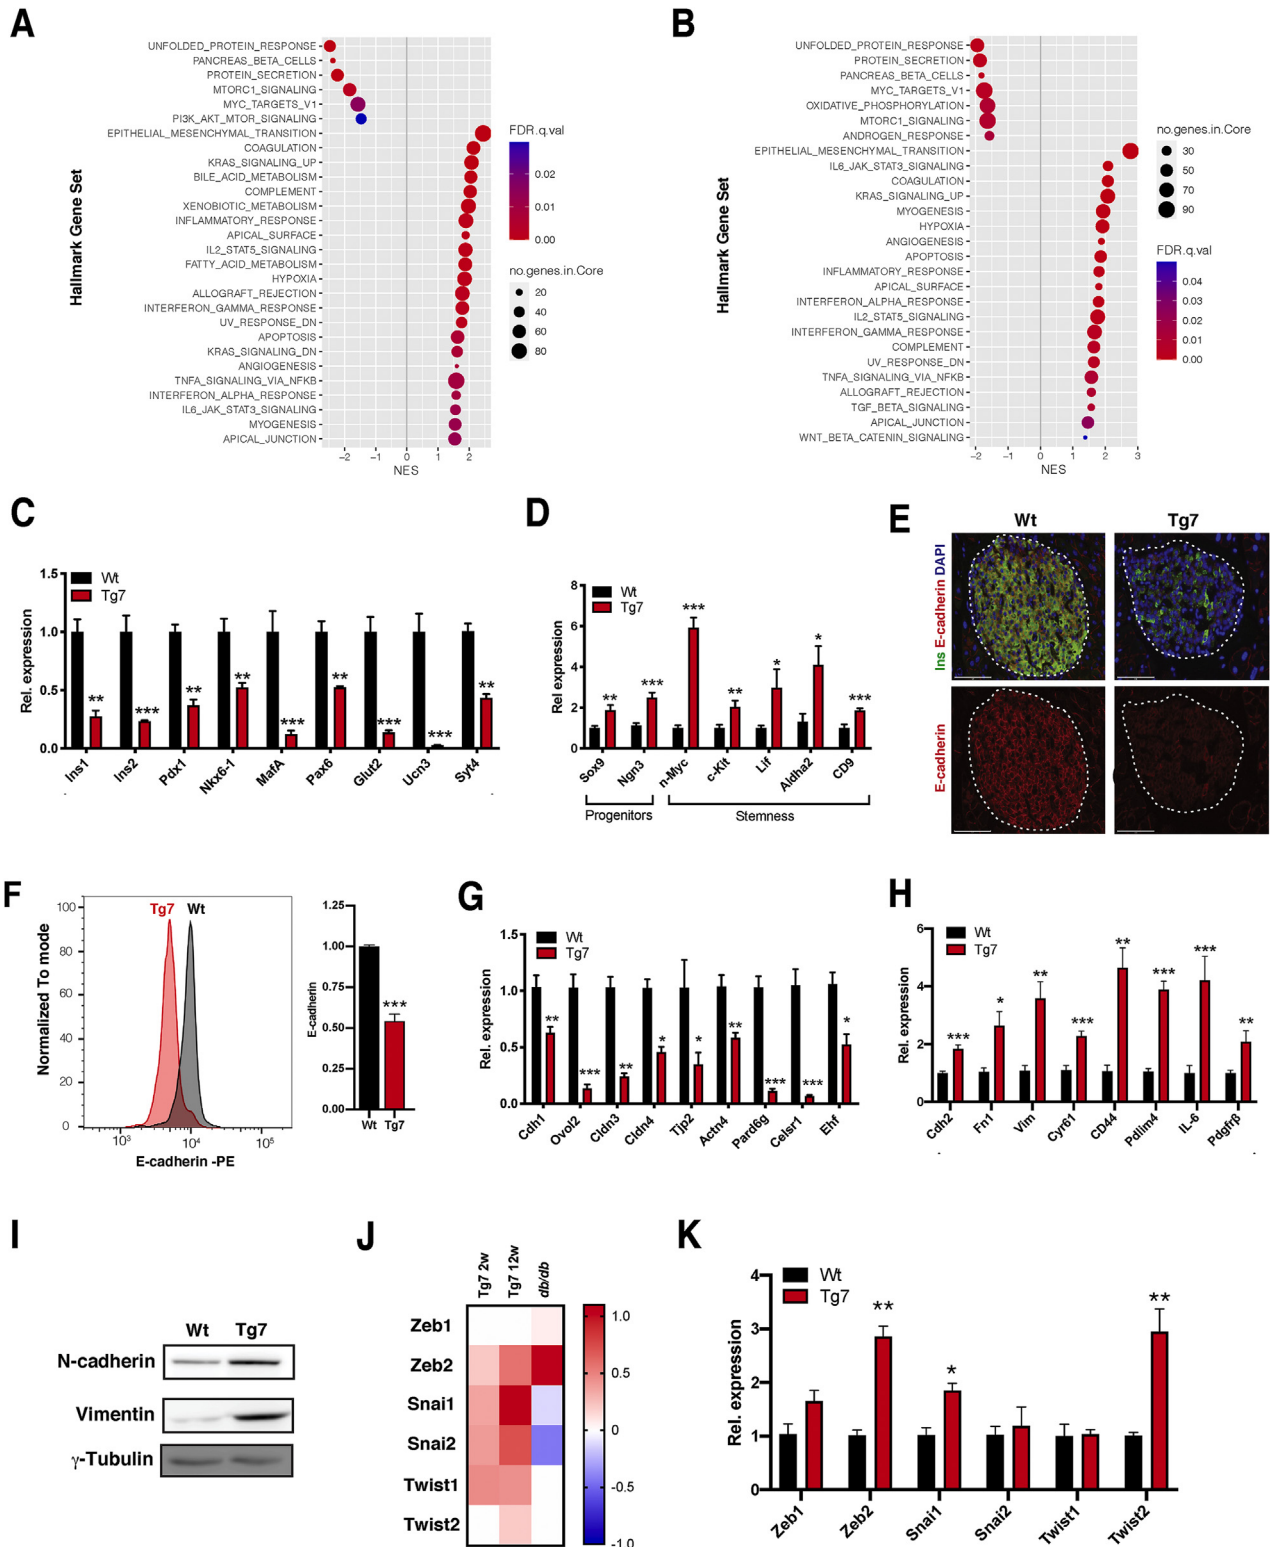 A
UNFOLDED_PROTEIN_RESPONSE
PANCREAS_BETA_CELLS
PROTEIN_SECRETION
MTORC1_SIGNALING
MYC_TARGETS_V1
PI3K_AKT_MTOR_SIGNALING
EPITHELIAL_MESENCHYMAL_TRANSITION
COAGULATION
KRAS_SIGNALING_UP
BILE_ACID_METABOLISM
COMPLEMENT
XENOBIOTIC_METABOLISM
INFLAMMATORY_RESPONSE
APICAL_SURFACE
IL2_STAT5_SIGNALING
FATTY_ACID_METABOLISM
HYPOXIA
ALLOGRAFT_REJECTION
INTERFERON_GAMMA_RESPONSE
UV_RESPONSE_DN
APOPTOSIS
KRAS_SIGNALING_DN
ANGIOGENESIS
TNFA_SIGNALING_VIA_NFKB
INTERFERON_ALPHA_RESPONSE
IL6_JAK_STAT3_SIGNALING
MYOGENESIS
APICAL_JUNCTION
Hallmark Gene Set
−2 −1 0 1 2
NES
FDR.q.val
0.02
0.01
0.00
no.genes.in.Core
20
40
60
80
B
UNFOLDED_PROTEIN_RESPONSE
PROTEIN_SECRETION
PANCREAS_BETA_CELLS
MYC_TARGETS_V1
OXIDATIVE_PHOSPHORYLATION
MTORC1_SIGNALING
ANDROGEN_RESPONSE
EPITHELIAL_MESENCHYMAL_TRANSITION
IL6_JAK_STAT3_SIGNALING
COAGULATION
KRAS_SIGNALING_UP
MYOGENESIS
HYPOXIA
ANGIOGENESIS
APOPTOSIS
INFLAMMATORY_RESPONSE
APICAL_SURFACE
INTERFERON_ALPHA_RESPONSE
IL2_STAT5_SIGNALING
INTERFERON_GAMMA_RESPONSE
COMPLEMENT
UV_RESPONSE_DN
TNFA_SIGNALING_VIA_NFKB
ALLOGRAFT_REJECTION
TGF_BETA_SIGNALING
APICAL_JUNCTION
WNT_BETA_CATENIN_SIGNALING
Hallmark Gene Set
−2 −1 0 1 2 3
NES
no.genes.in.Core
30
50
70
90
FDR.q.val
0.04
0.03
0.02
0.01
0.00
C
Wt
Tg7
Rel. expression
1.5
1.0
0.5
0.0
** *** ** ** *** ** *** *** **
Ins1 Ins2 Pdx1 Nkx6-1 MafA Pax6 Glut2 Ucn3 Syt4
D
Wt
Tg7
Rel expression
8
6
4
2
0
** *** *** ** * * ***
Sox9 Ngn3 n-Myc c-Kit Lif Aldha2 CD9
Progenitors Stemness
E
Wt Tg7
Ins E-cadherin DAPI
E-cadherin
F
Tg7 Wt
Normalized To mode
100
80
60
40
20
0
10³ 10⁴ 10⁵
E-cadherin -PE
E-cadherin
1.25
1.00
0.75
0.50
0.25
0.00
***
Wt Tg7
G
Wt
Tg7
Rel. expression
1.5
1.0
0.5
0.0
** *** ** * * ** *** *** *
Cdh1 Ovol2 Cldn3 Cldn4 Tjp2 Actn4 Pard6g Celsr1 Ehf
H
Wt
Tg7
Rel. expression
6
4
2
0
*** * ** *** ** *** *** **
Cdh2 Fn1 Vim Cyr61 CD44 Pdlim4 IL-6 Pdgfrβ
I
Wt Tg7
N-cadherin
Vimentin
γ-Tubulin
J
Tg7 2w Tg7 12w db/db
Zeb1
Zeb2
Snai1
Snai2
Twist1
Twist2
1.0
0.5
0
-0.5
-1.0
K
Wt
Tg7
Rel. expression
4
3
2
1
0
** * **
Zeb1 Zeb2 Snai1 Snai2 Twist1 Twist2